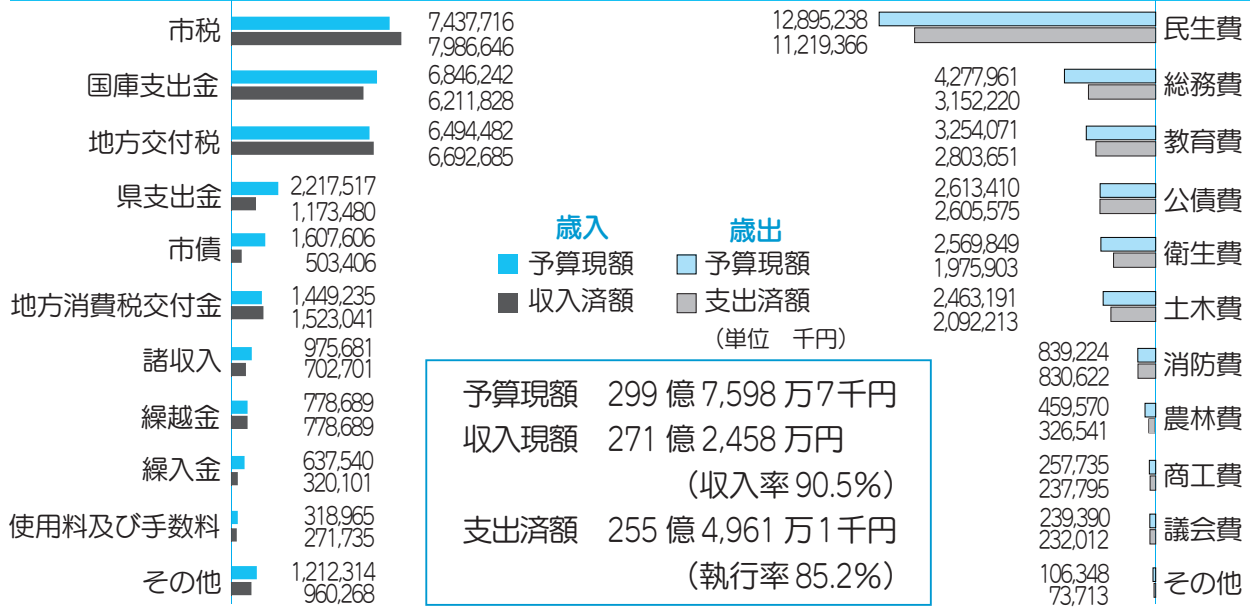 市税
7,437,716
7,986,646
国庫支出金
6,846,242
6,211,828
地方交付税
6,494,482
6,692,685
県支出金
2,217,517
1,173,480
市債
1,607,606
503,406
地方消費税交付金
1,449,235
1,523,041
諸収入
975,681
702,701
繰越金
778,689
778,689
繰入金
637,540
320,101
使用料及び手数料
318,965
271,735
その他
1,212,314
960,268
歳入
予算現額
収入済額
歳出
予算現額
支出済額
(単位 千円)
予算現額 299億7,598万7千円
収入現額 271億2,458万円
(収入率90.5%)
支出済額 255億4,961万1千円
(執行率85.2%)
12,895,238
11,219,366
民生費
4,277,961
3,152,220
総務費
3,254,071
2,803,651
教育費
2,613,410
2,605,575
公債費
2,569,849
1,975,903
衛生費
2,463,191
2,092,213
土木費
839,224
830,622
消防費
459,570
326,541
農林費
257,735
237,795
商工費
239,390
232,012
議会費
106,348
73,713
その他